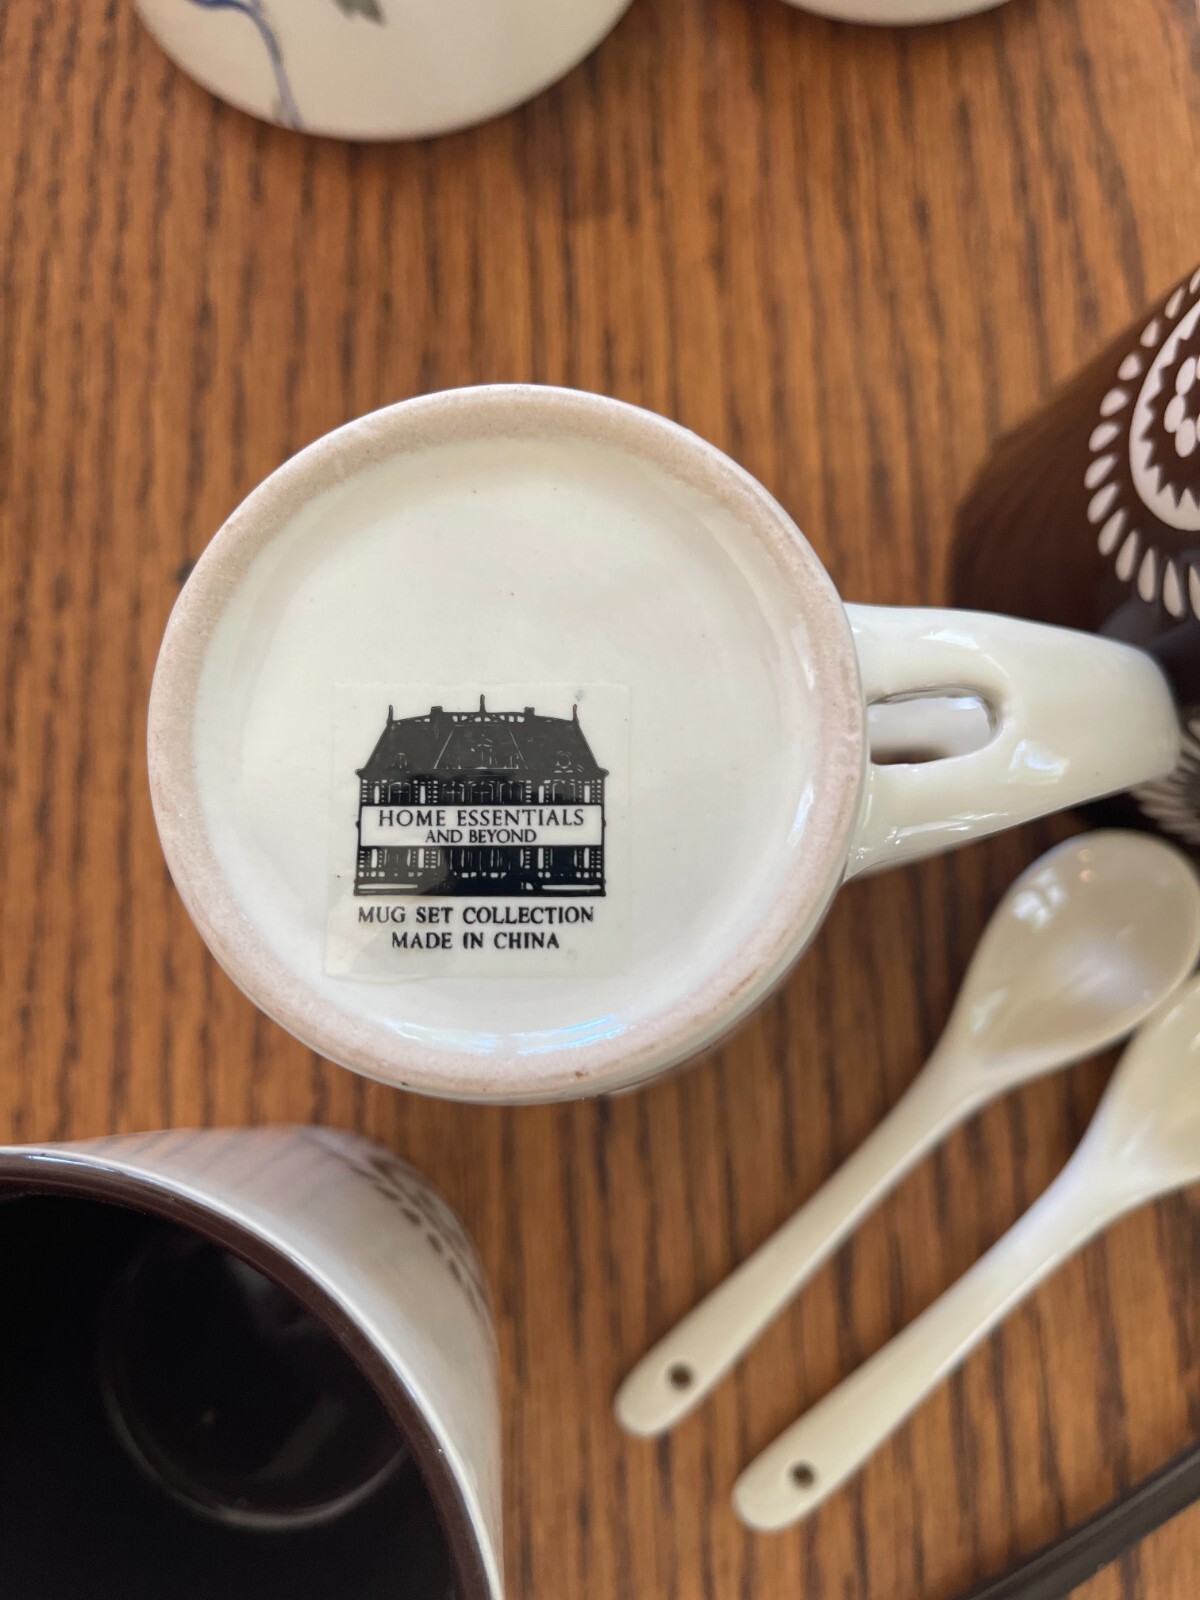 HOME ESSENTIALS
AND BEYOND
MUG SET COLLECTION
MADE IN CHINA